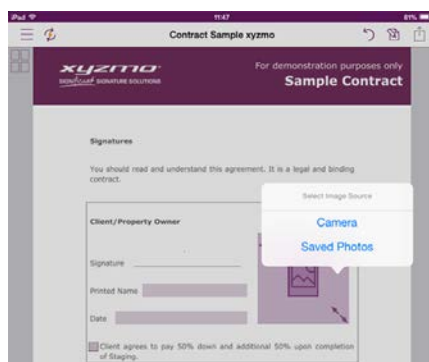 iPad
11:47
81%
Contract Sample xyzmo
xyzmo
SIGNificant SIGNATURE SOLUTIONS
For demonstration purposes only
Sample Contract
Signatures
You should read and understand this agreement. It is a legal and binding
contract.
Select Image Source
Camera
Saved Photos
Client/Property Owner
Signature
Printed Name
Date
Client agrees to pay 50% down and additional 50% upon completion
of Staging.